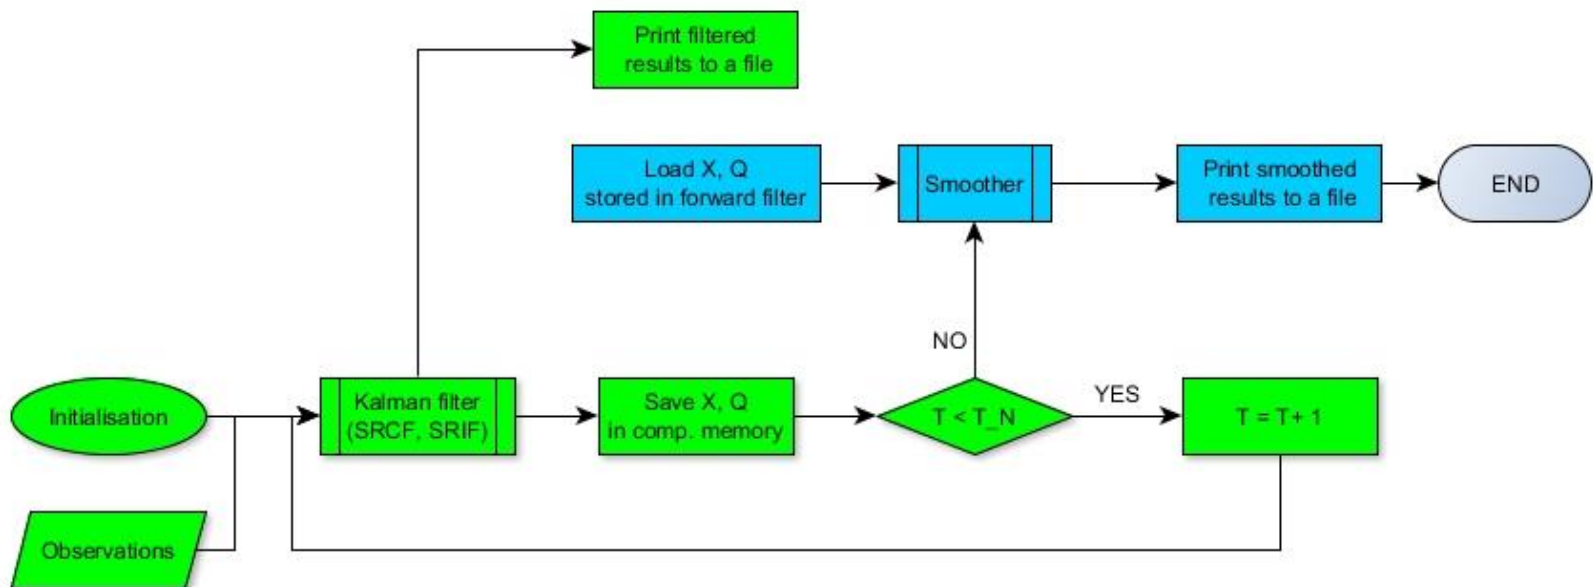 Print filtered
results to a file
Load X, Q
stored in forward filter
Smoother
Print smoothed
results to a file
END
NO
Initialisation
Kalman filter
(SRCF, SRIF)
Save X, Q
in comp. memory
T < T_N
YES
T = T+ 1
Observations